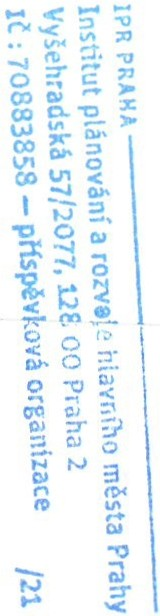 IPR PRAHA
Institut plánování a rozvoje hlavního města Prahy
Vyšehradská 57/2077, 128 00 Praha 2
IČ : 70883858 – příspěvková organizace /21